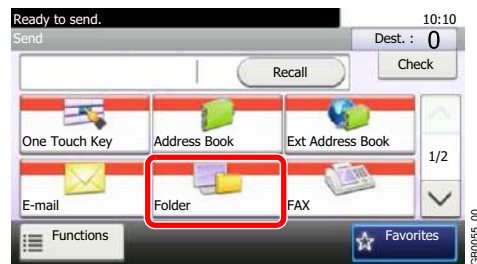 Ready to send. 10:10
Send Dest. : 0
Recall Check
One Touch Key Address Book Ext Address Book
1/2
E-mail Folder FAX
Functions Favorites
GB0055_00